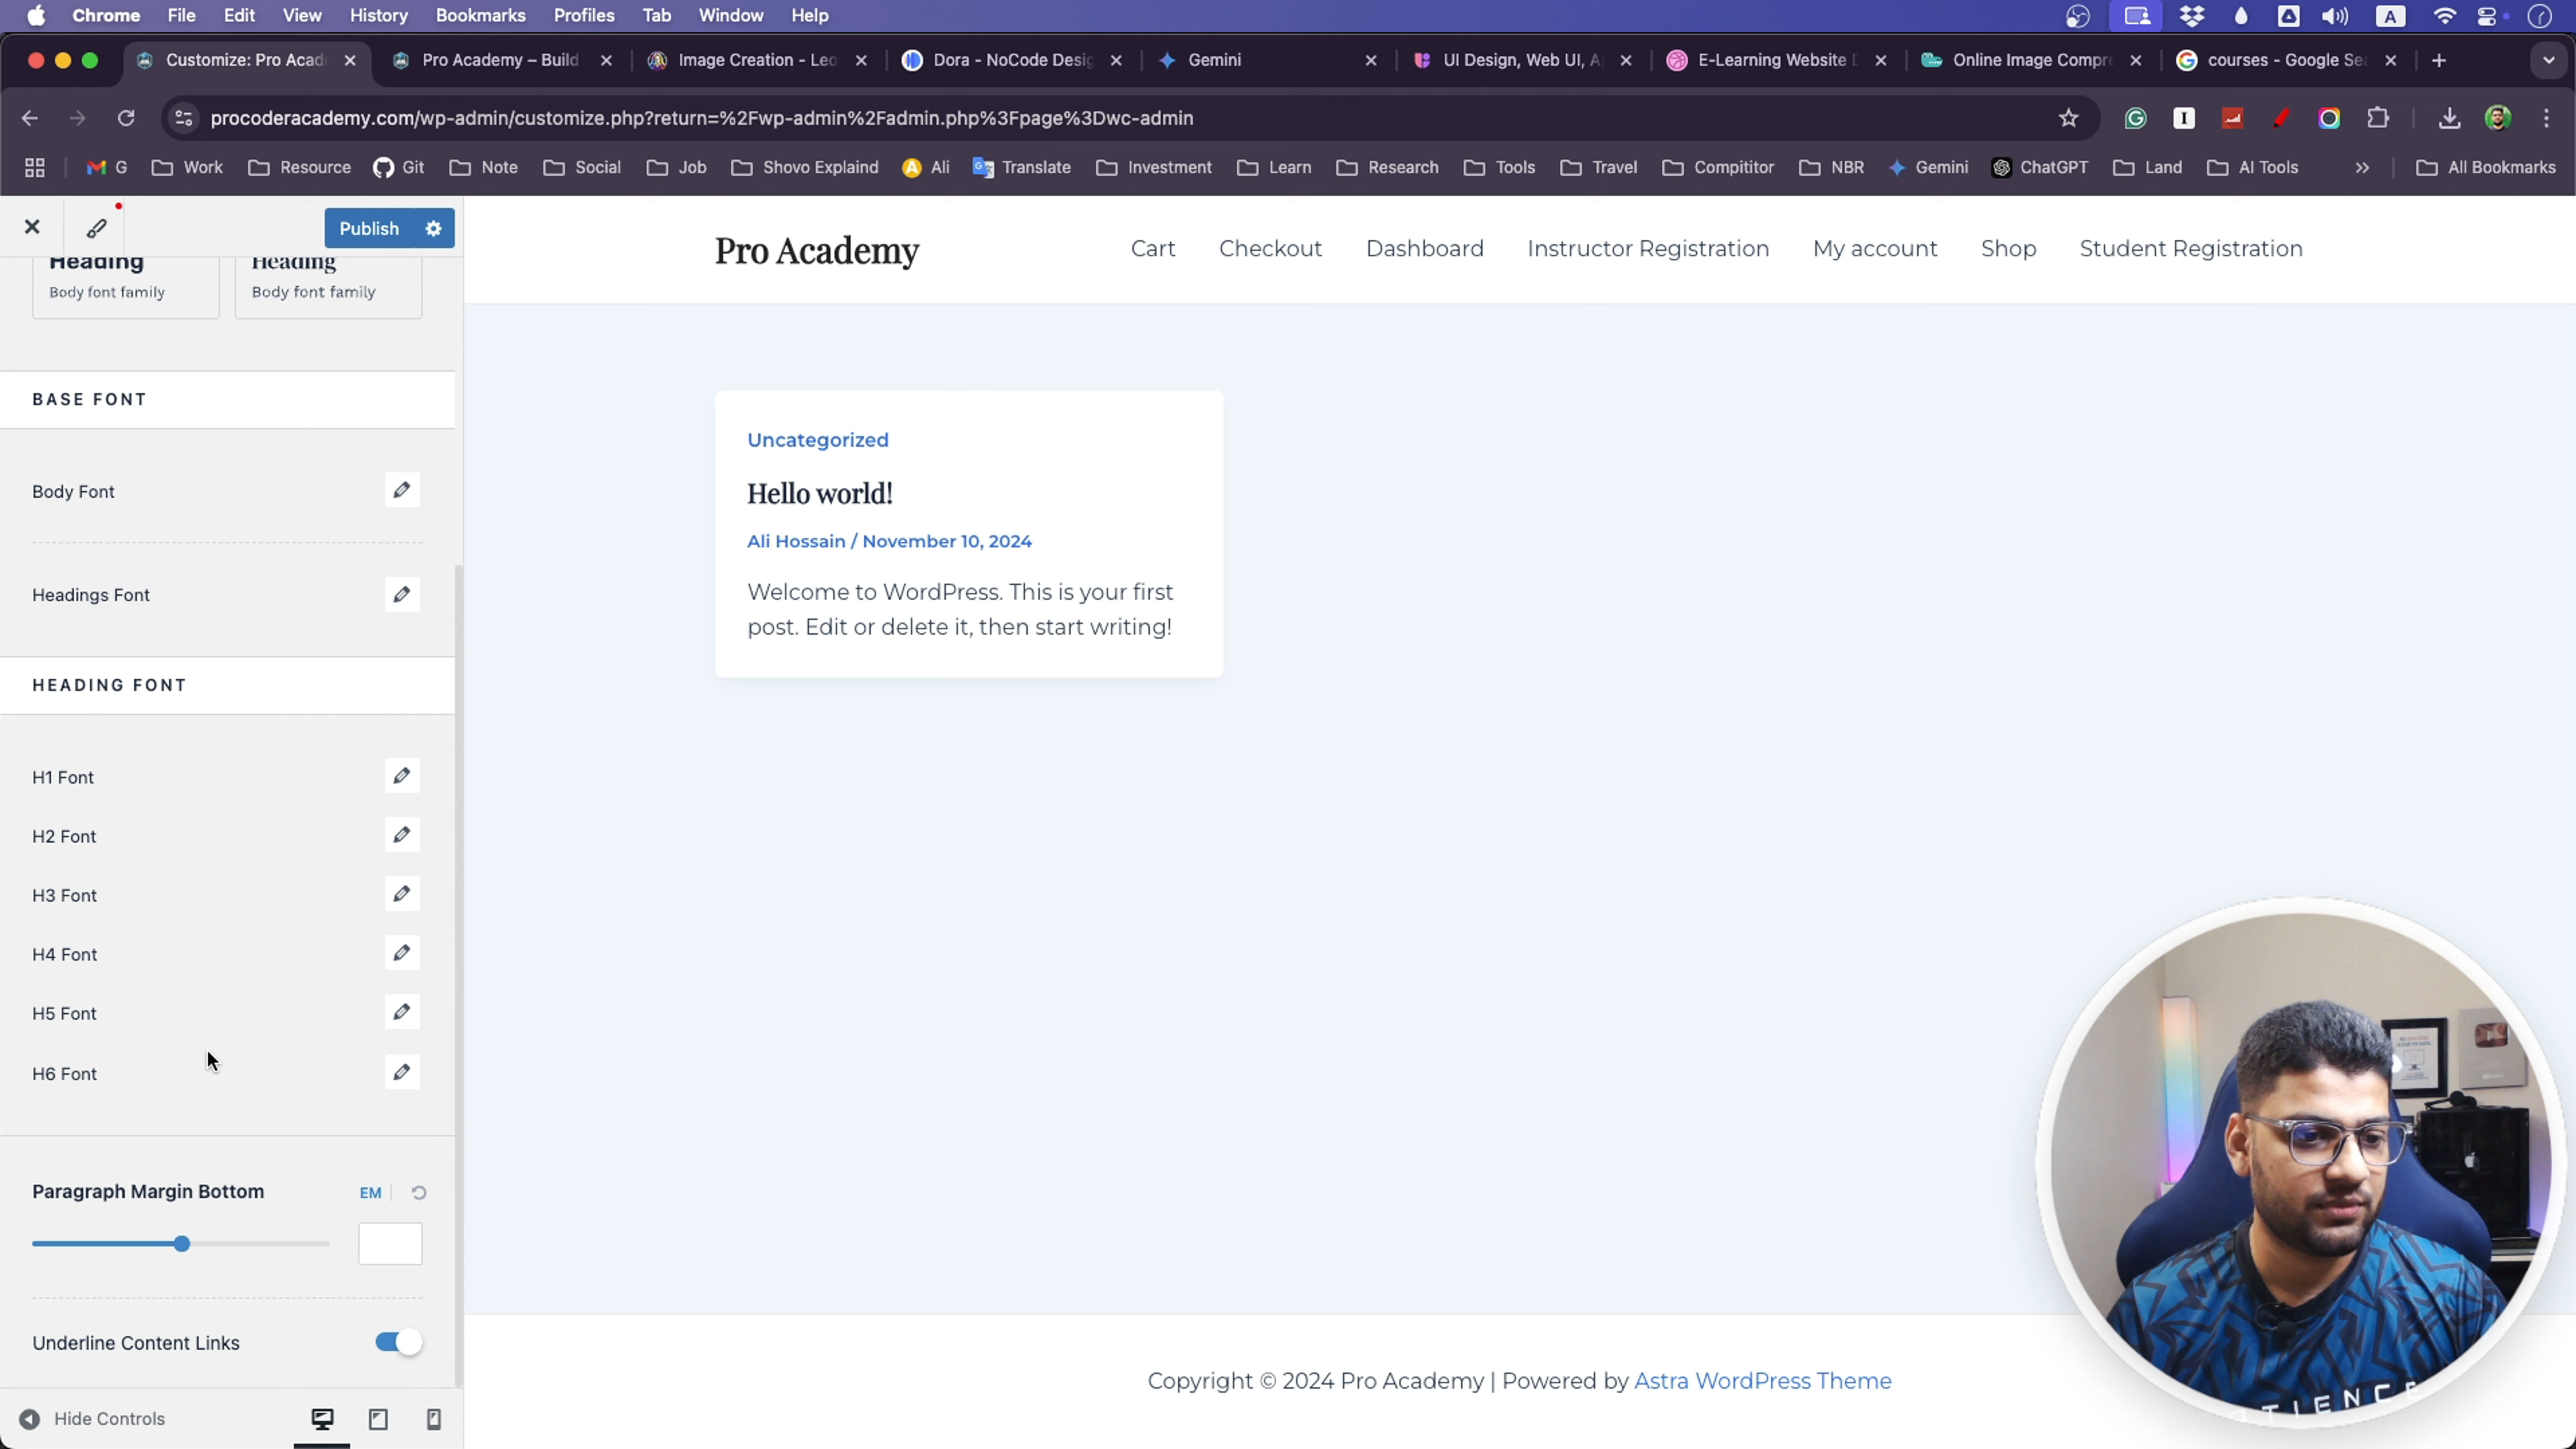 Chrome File Edit View History Bookmarks Profiles Tab Window Help A
Customize: Pro Acad Pro Academy – Build Image Creation - Leo Dora - NoCode Desig Gemini UI Design, Web UI, A E-Learning Website D Online Image Compr courses - Google Sea
procoderacademy.com/wp-admin/customize.php?return=%2Fwp-admin%2Fadmin.php%3Fpage%3Dwc-admin
G Work Resource Git Note Social Job Shovo Explaind Ali Translate Investment Learn Research Tools Travel Compititor NBR Gemini ChatGPT Land AI Tools All Bookmarks
Publish
Heading Heading
Body font family Body font family
BASE FONT
Body Font
Headings Font
HEADING FONT
H1 Font
H2 Font
H3 Font
H4 Font
H5 Font
H6 Font
Paragraph Margin Bottom EM
Underline Content Links
Hide Controls
Pro Academy Cart Checkout Dashboard Instructor Registration My account Shop Student Registration
Uncategorized
Hello world!
Ali Hossain / November 10, 2024
Welcome to WordPress. This is your first
post. Edit or delete it, then start writing!
Copyright © 2024 Pro Academy | Powered by Astra WordPress Theme